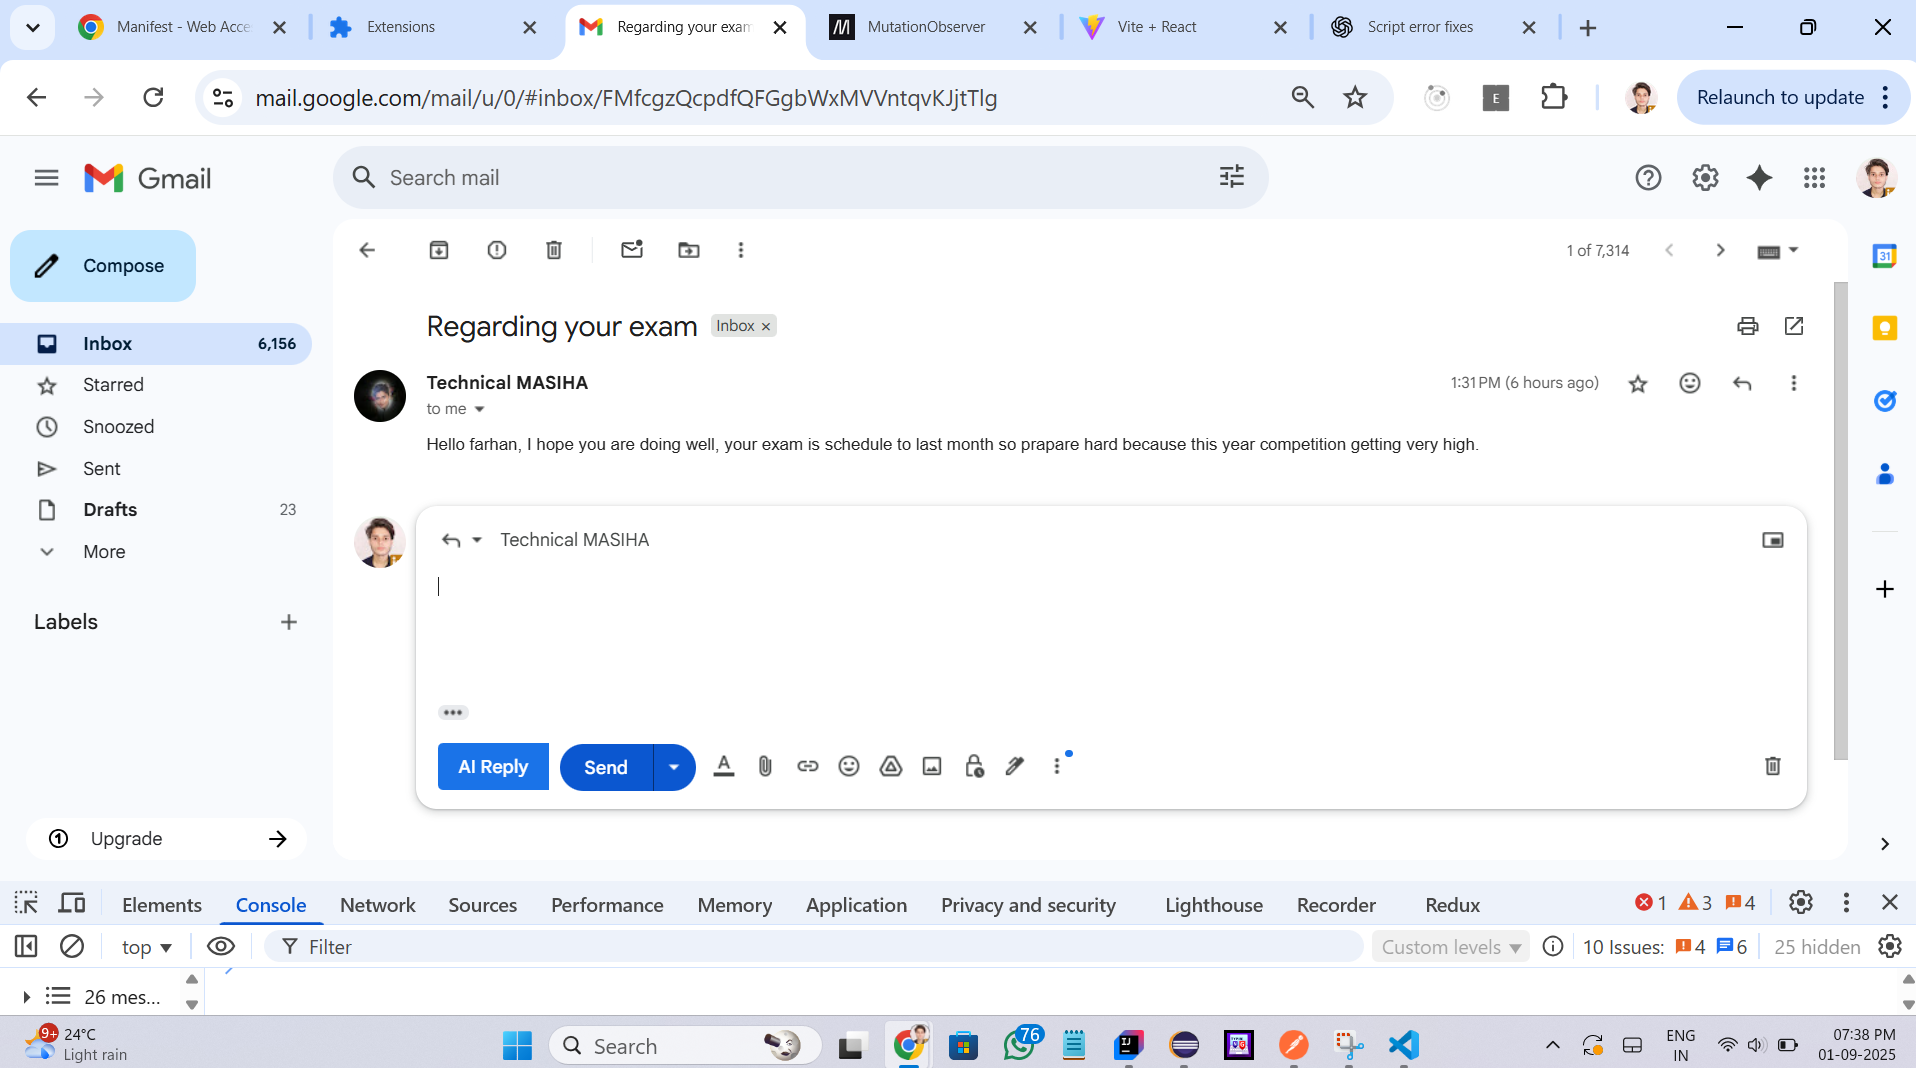 Manifest - Web Acce
Extensions
Regarding your exam
MutationObserver
Vite + React
Script error fixes
mail.google.com/mail/u/0/#inbox/FMfcgzQcpdfQFGgbWxMVVntqvKJjtTlg
E
Relaunch to update
Gmail
Search mail
Compose
1 of 7,314
Regarding your exam
Inbox ×
Inbox 6,156
Technical MASIHA
1:31 PM (6 hours ago)
Starred
to me
Snoozed
Hello farhan, I hope you are doing well, your exam is schedule to last month so prapare hard because this year competition getting very high.
Sent
Drafts 23
Technical MASIHA
More
Labels
AI Reply
Send
Upgrade
Elements
Console
Network
Sources
Performance
Memory
Application
Privacy and security
Lighthouse
Recorder
Redux
1
3
4
top
Filter
Custom levels
10 Issues: 4 6
25 hidden
26 mes...
9+
24°C
Light rain
Search
76
IJ
ENG
IN
07:38 PM
01-09-2025
31